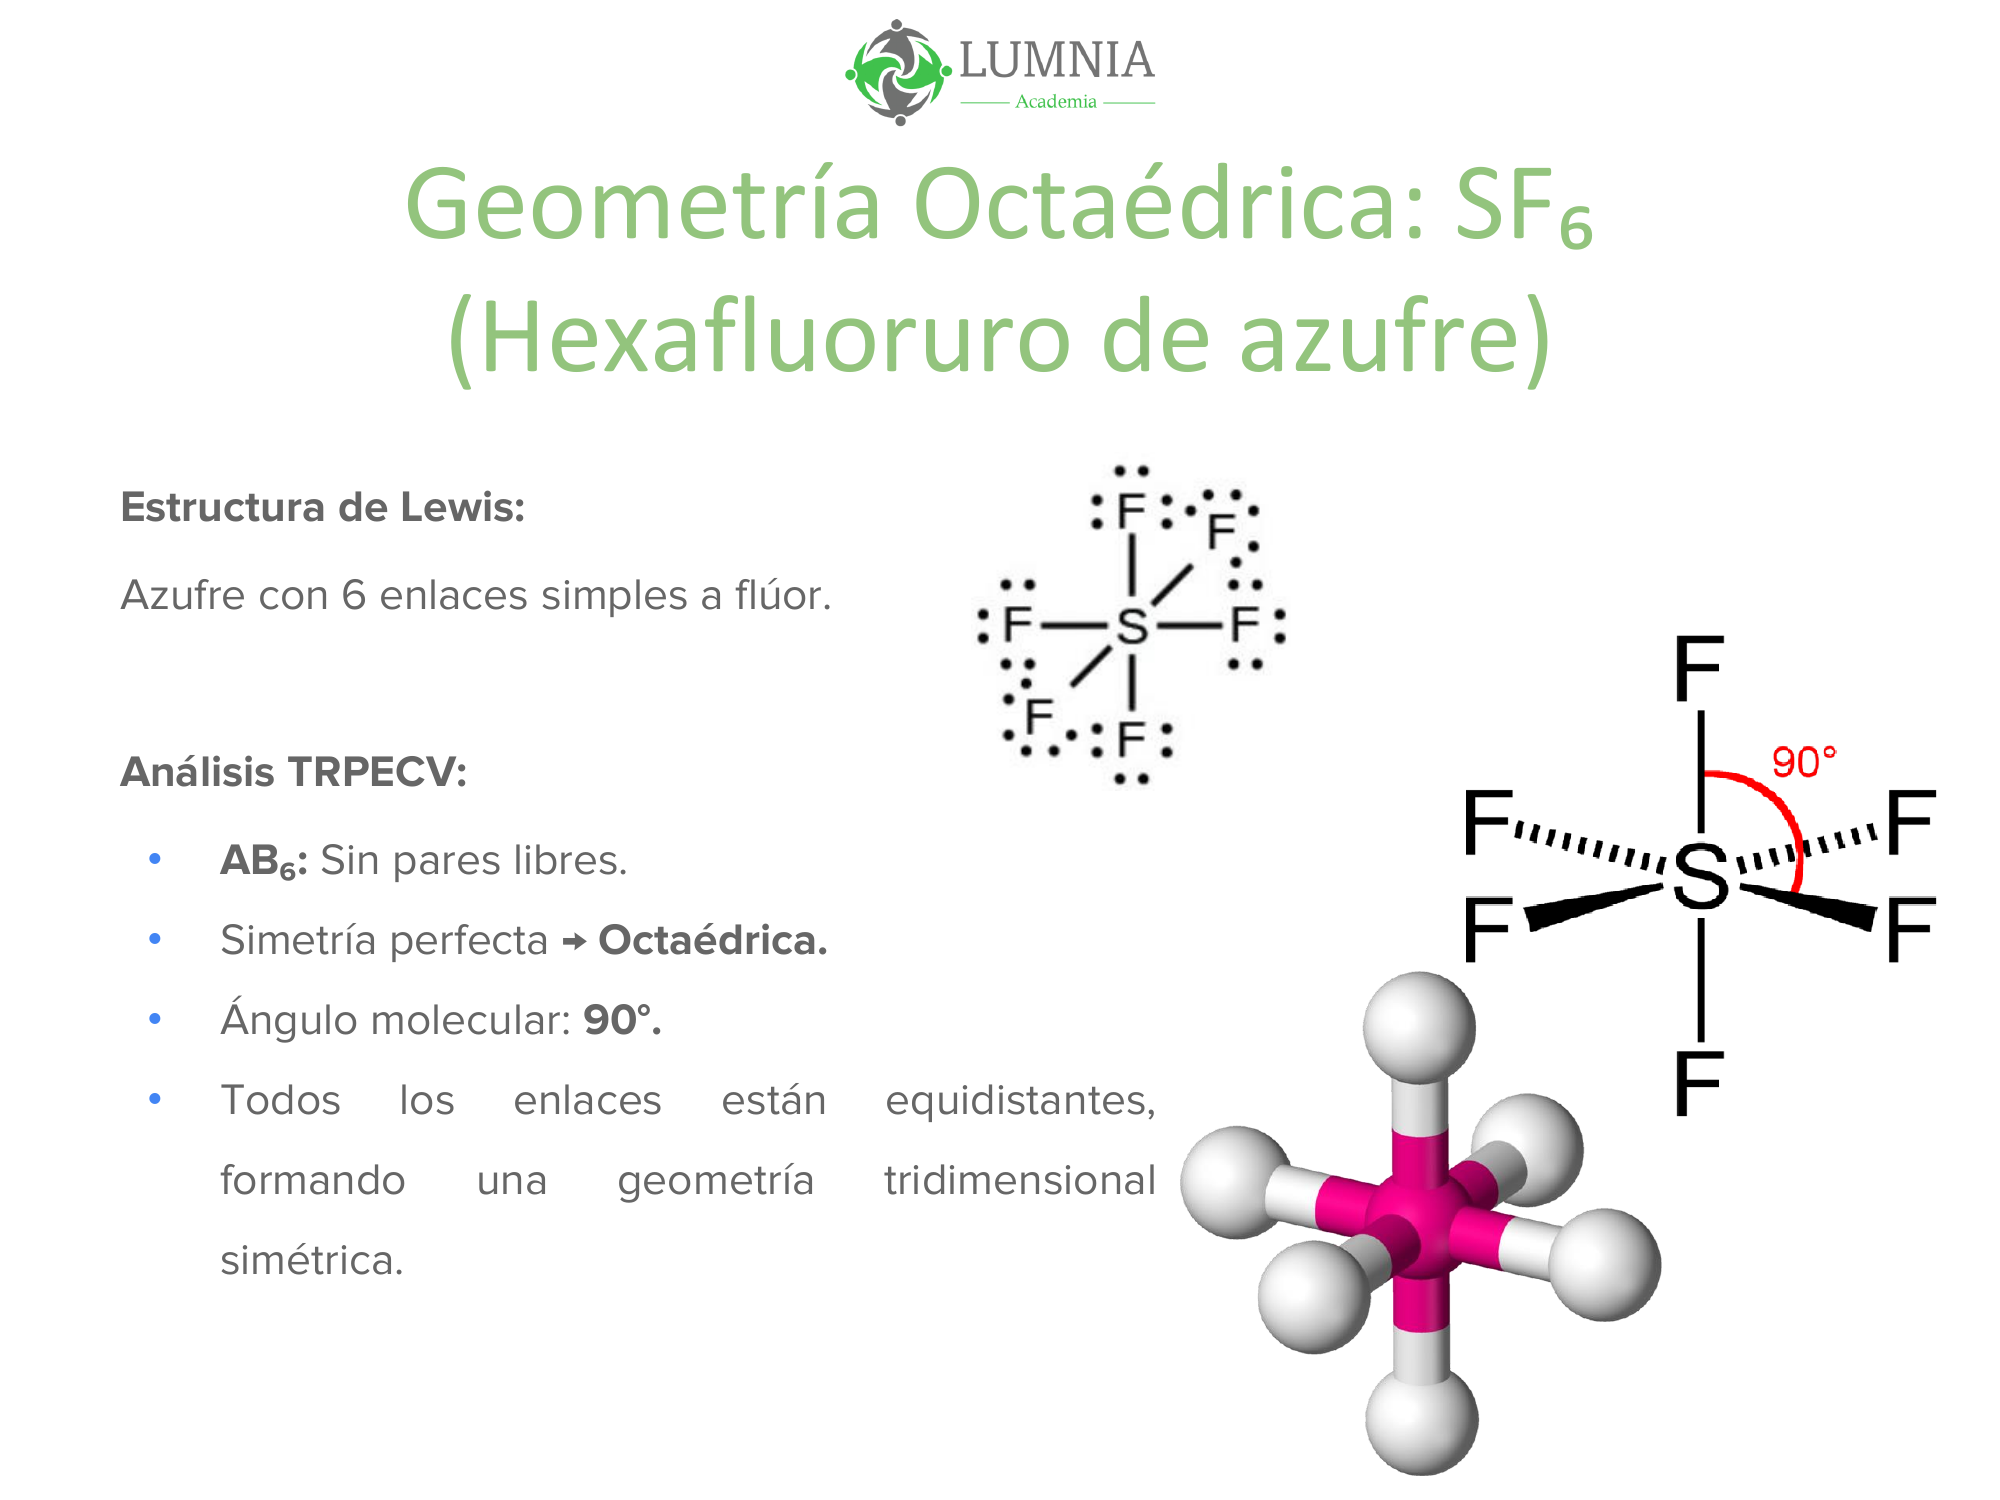 LUMNIA
Academia
Geometría Octaédrica: SF₆
(Hexafluoruro de azufre)
Estructura de Lewis:
Azufre con 6 enlaces simples a flúor.
Análisis TRPECV:
• AB₆: Sin pares libres.
• Simetría perfecta → Octaédrica.
• Ángulo molecular: 90°.
• Todos los enlaces están equidistantes,
formando una geometría tridimensional
simétrica.
F
F
F S F
F
F
F
90°
F F
S
F F
F